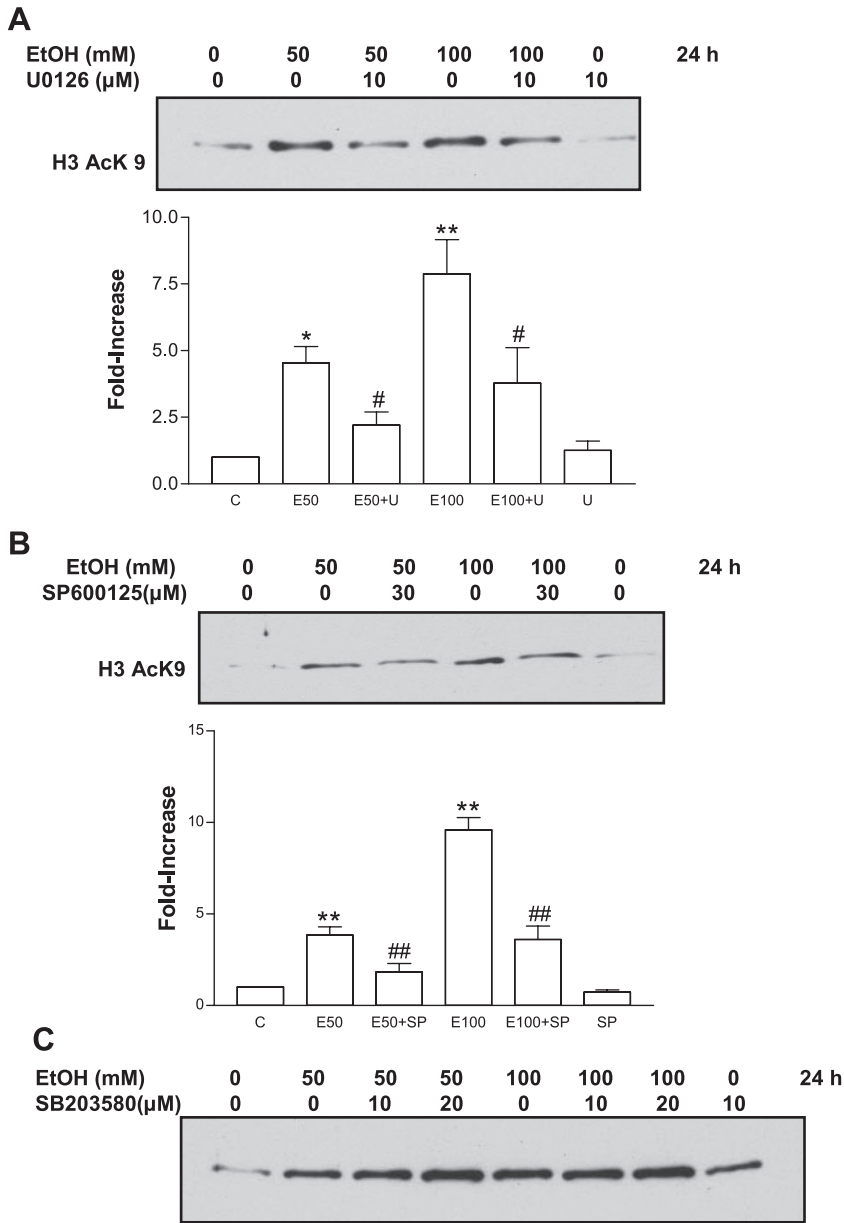 A
EtOH (mM) 0 50 50 100 100 0 24 h
U0126 (µM) 0 0 10 0 10 10
H3 AcK 9
10.0
7.5
5.0
2.5
0.0
Fold-Increase
* # ** #
C E50 E50+U E100 E100+U U
B
EtOH (mM) 0 50 50 100 100 0 24 h
SP600125(µM) 0 0 30 0 30 0
H3 AcK9
15
10
5
0
Fold-Increase
** ## ** ##
C E50 E50+SP E100 E100+SP SP
C
EtOH (mM) 0 50 50 50 100 100 100 0 24 h
SB203580(µM) 0 0 10 20 0 10 20 10